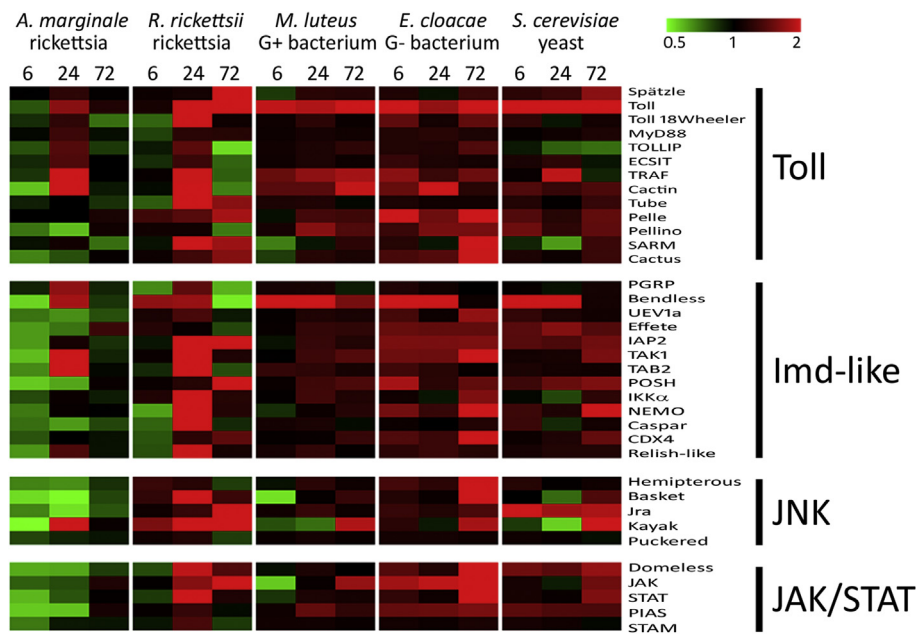 A. marginale R. rickettsii M. luteus E. cloacae S. cerevisiae
rickettsia rickettsia G+ bacterium G- bacterium yeast
0.5 1 2
6 24 72 6 24 72 6 24 72 6 24 72 6 24 72
Spätzle
Toll
Toll 18Wheeler
MyD88
TOLLIP
ECSIT
TRAF
Cactin
Tube
Pelle
Pellino
SARM
Cactus
Toll
PGRP
Bendless
UEV1a
Effete
IAP2
TAK1
TAB2
POSH
IKKα
NEMO
Caspar
CDX4
Relish-like
Imd-like
Hemipterous
Basket
Jra
Kayak
Puckered
JNK
Domeless
JAK
STAT
PIAS
STAM
JAK/STAT